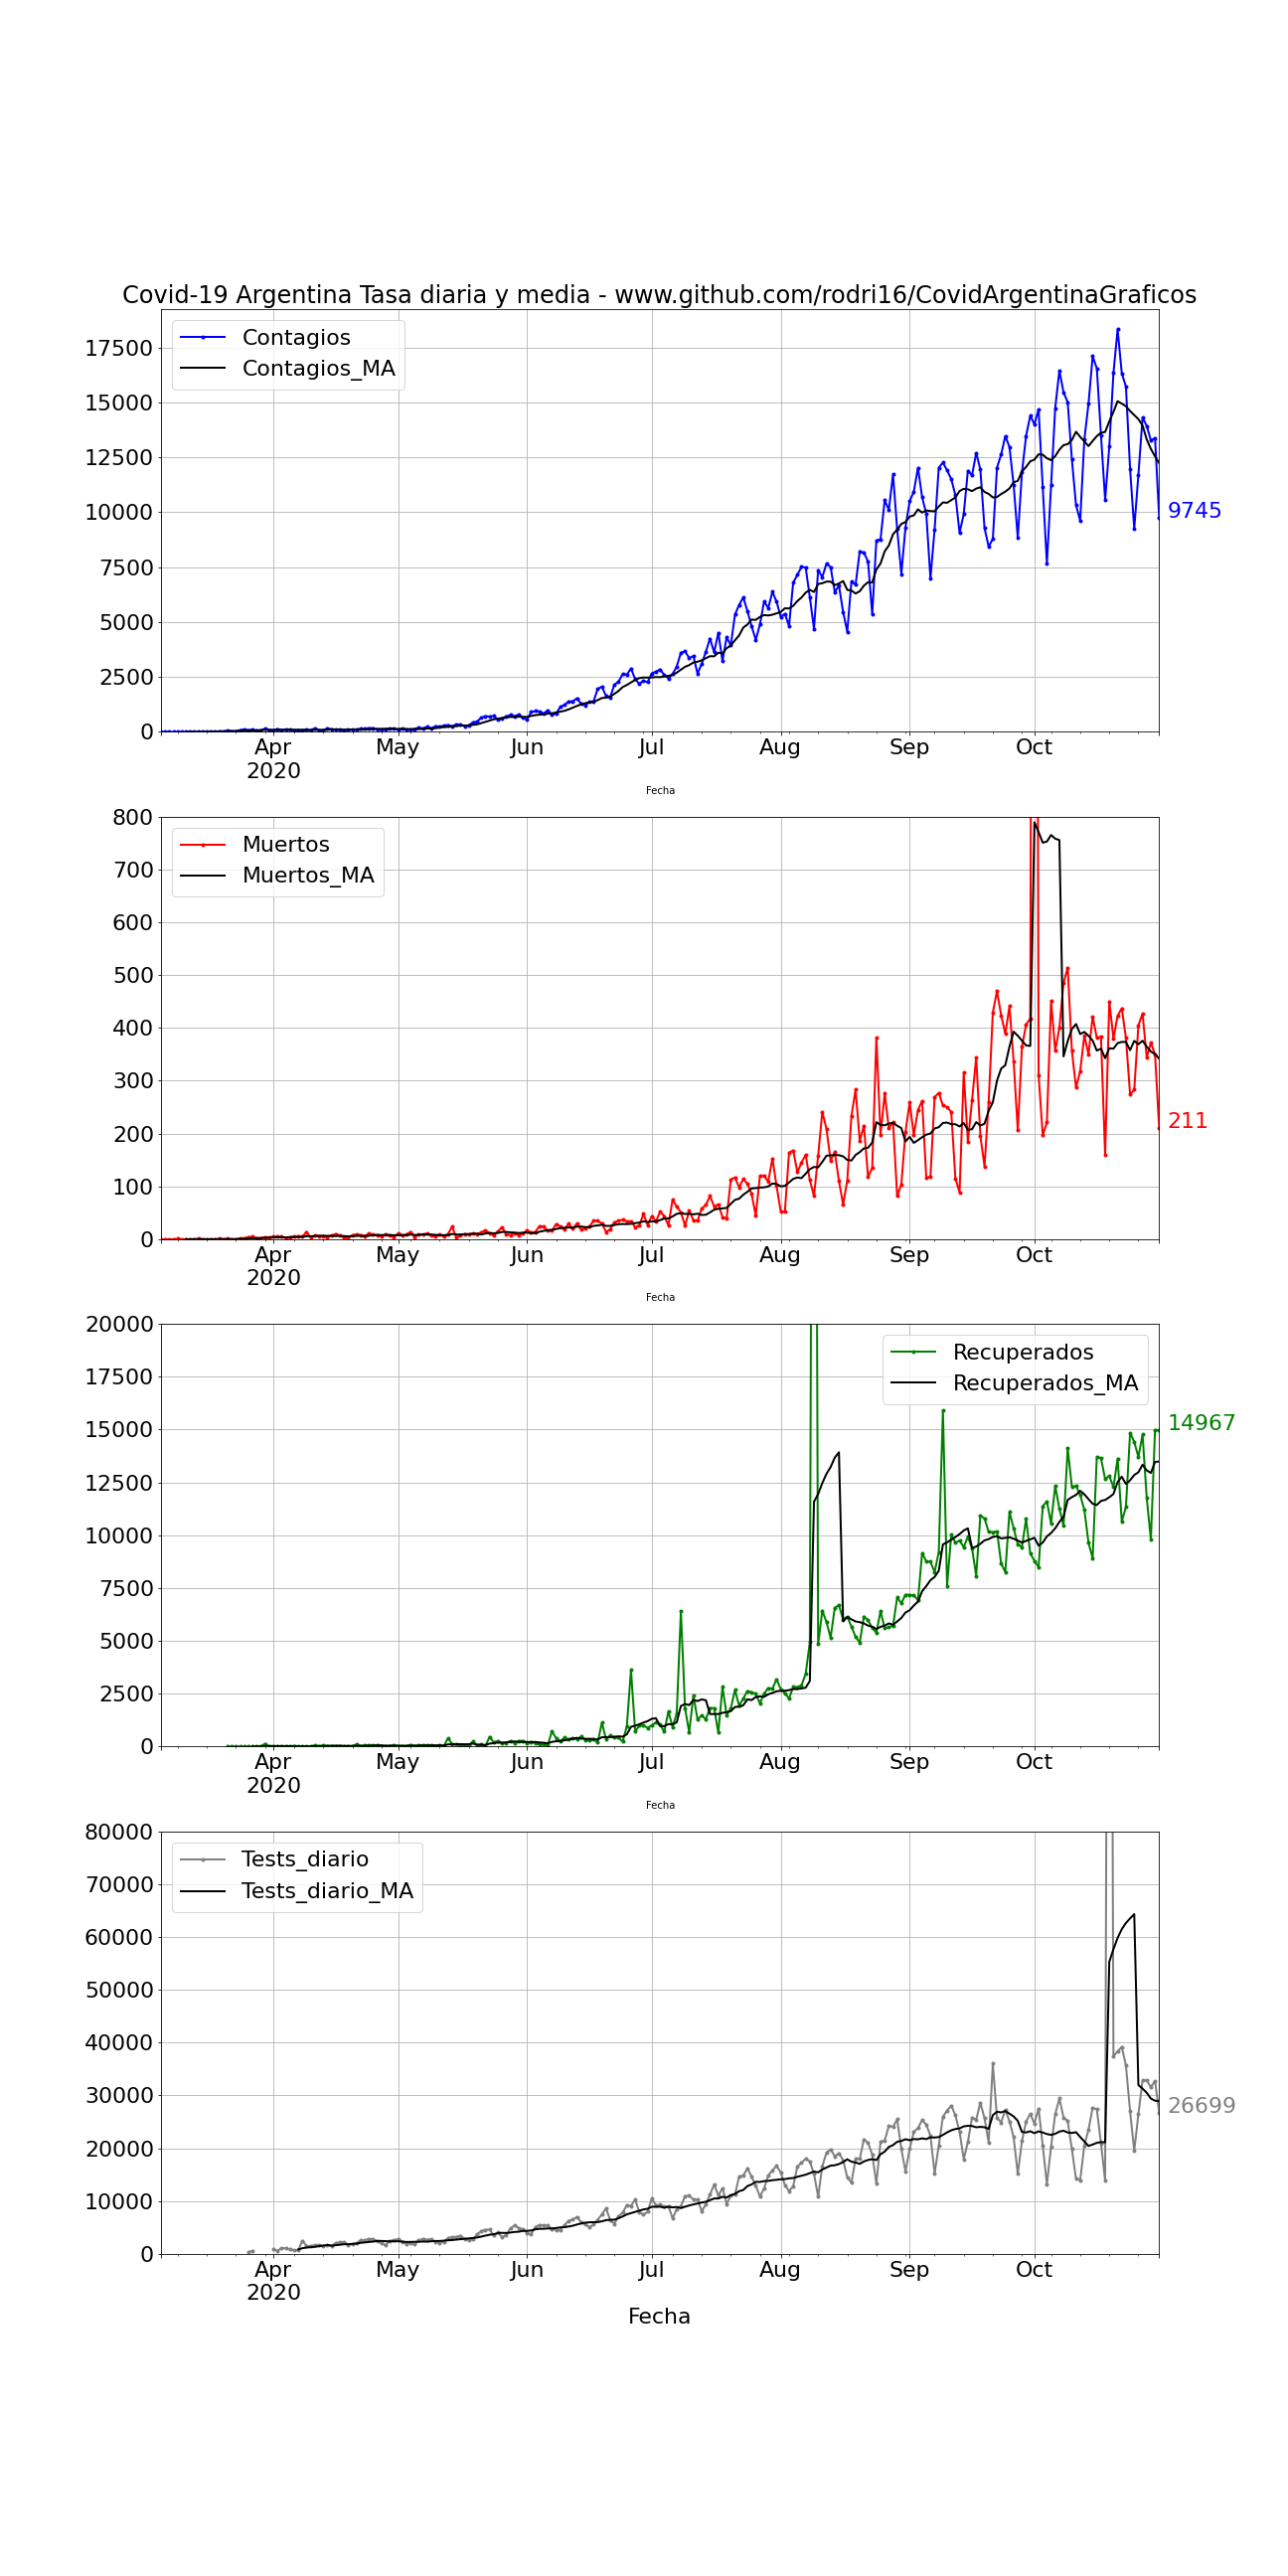 Covid-19 Argentina Tasa diaria y media - www.github.com/rodri16/CovidArgentinaGraficos
Contagios
Contagios_MA
17500
15000
12500
10000
7500
5000
2500
0
9745
Apr May Jun Jul Aug Sep Oct
2020
Fecha
Muertos
Muertos_MA
800
700
600
500
400
300
200
100
0
211
Apr May Jun Jul Aug Sep Oct
2020
Fecha
Recuperados
Recuperados_MA
20000
17500
15000
12500
10000
7500
5000
2500
0
14967
Apr May Jun Jul Aug Sep Oct
2020
Fecha
Tests_diario
Tests_diario_MA
80000
70000
60000
50000
40000
30000
20000
10000
0
26699
Apr May Jun Jul Aug Sep Oct
2020
Fecha